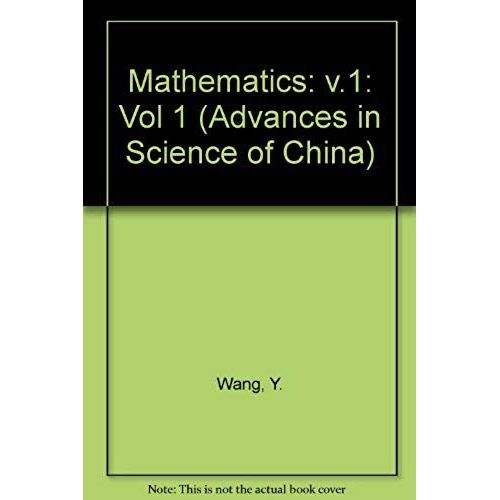 Mathematics: v.1:
Vol 1 (Advances in
Science of China)
Wang, Y.
Note: This is not the actual book cover